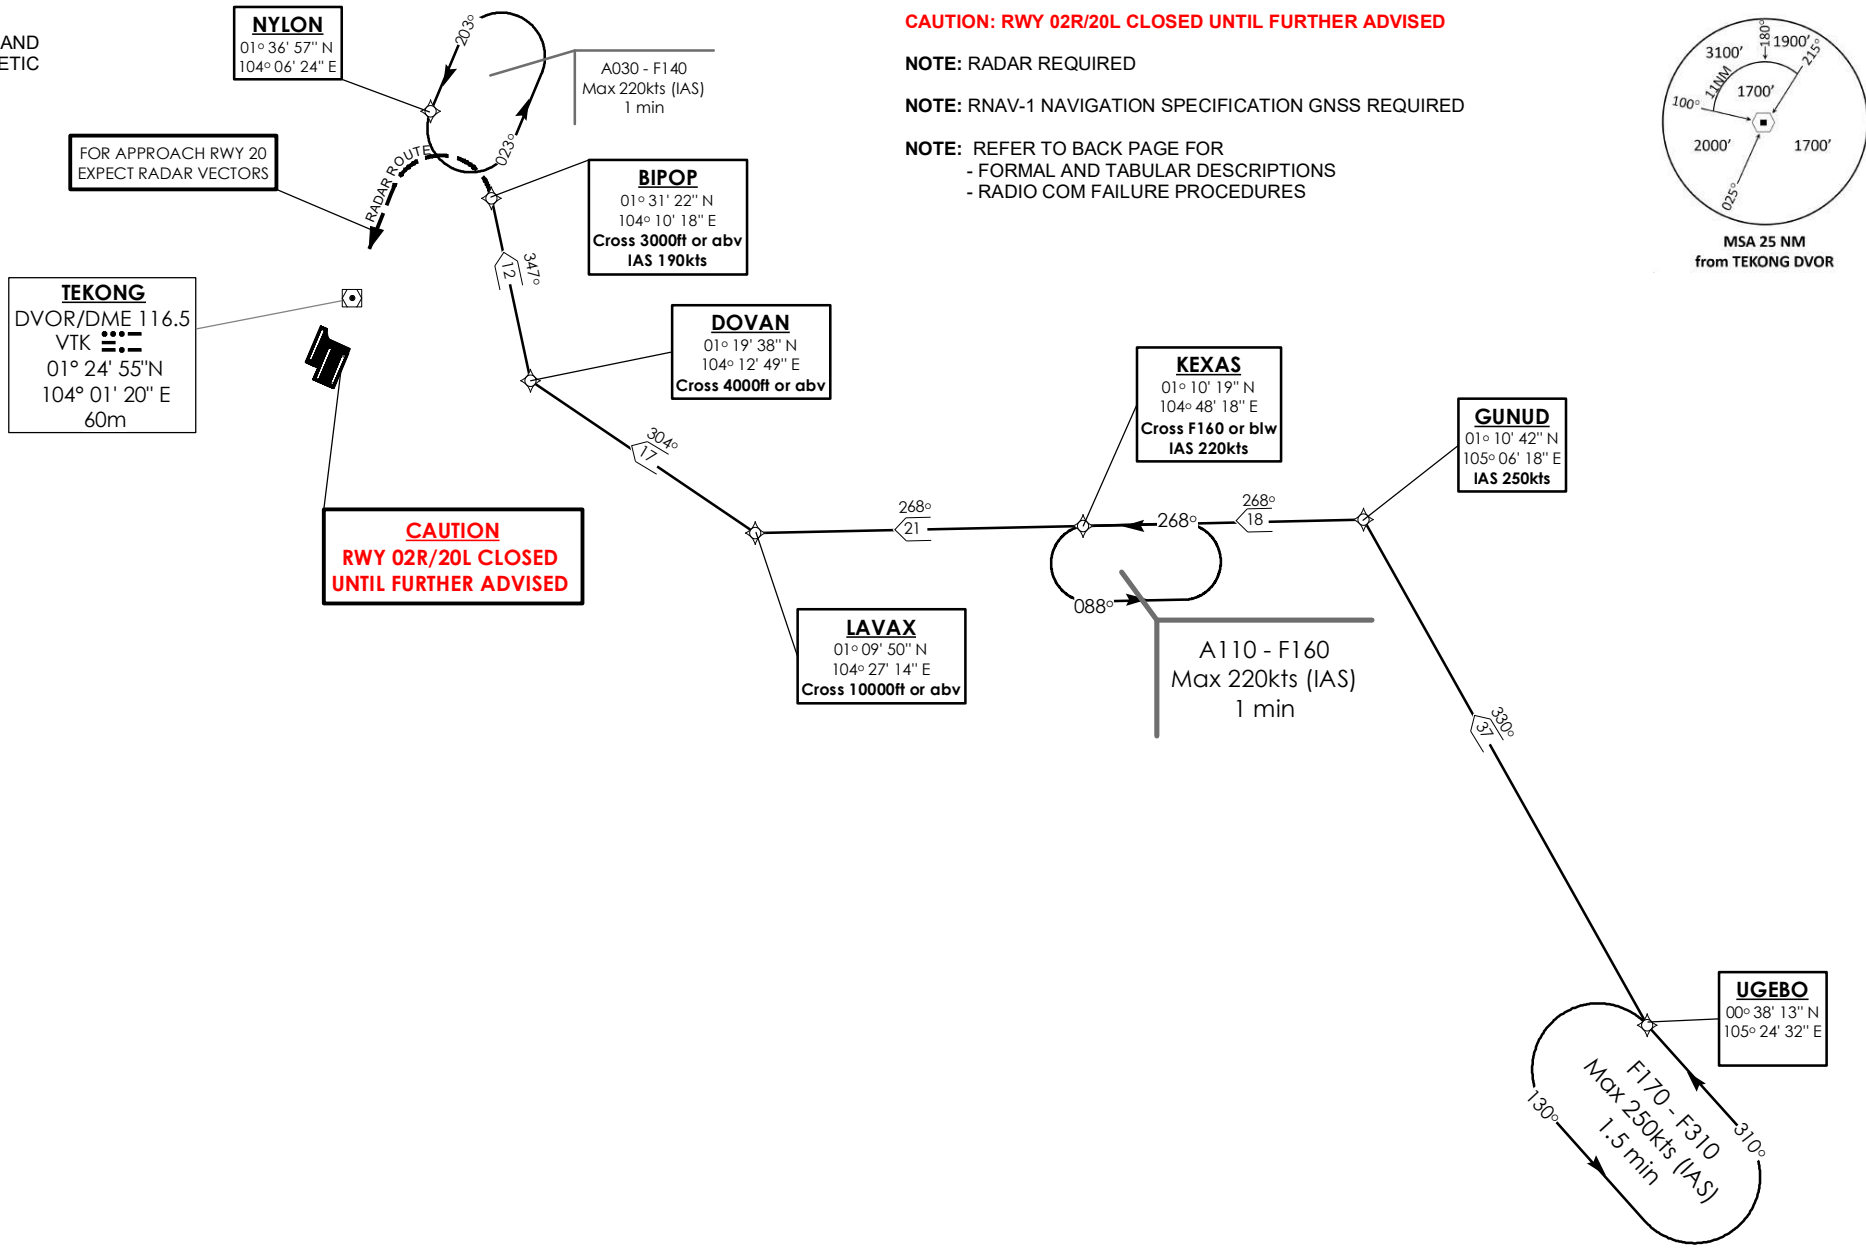 AND
ETIC
NYLON
01° 36' 57" N
104° 06' 24" E
203°
023°
A030 - F140
Max 220kts (IAS)
1 min
CAUTION: RWY 02R/20L CLOSED UNTIL FURTHER ADVISED
NOTE: RADAR REQUIRED
NOTE: RNAV-1 NAVIGATION SPECIFICATION GNSS REQUIRED
NOTE: REFER TO BACK PAGE FOR
- FORMAL AND TABULAR DESCRIPTIONS
- RADIO COM FAILURE PROCEDURES
3100'
180°
1900'
215°
11NM
1700'
100°
2000'
1700'
025°
MSA 25 NM
from TEKONG DVOR
FOR APPROACH RWY 20
EXPECT RADAR VECTORS
RADAR ROUTE
BIPOP
01° 31' 22" N
104° 10' 18" E
Cross 3000ft or abv
IAS 190kts
347°
12
TEKONG
DVOR/DME 116.5
VTK
01° 24' 55"N
104° 01' 20" E
60m
DOVAN
01° 19' 38" N
104° 12' 49" E
Cross 4000ft or abv
304°
17
KEXAS
01° 10' 19" N
104° 48' 18" E
Cross F160 or blw
IAS 220kts
GUNUD
01° 10' 42" N
105° 06' 18" E
IAS 250kts
268°
21
268°
268°
18
088°
CAUTION
RWY 02R/20L CLOSED
UNTIL FURTHER ADVISED
LAVAX
01° 09' 50" N
104° 27' 14" E
Cross 10000ft or abv
A110 - F160
Max 220kts (IAS)
1 min
330°
37
UGEBO
00° 38' 13" N
105° 24' 32" E
F170 - F310
Max 250kts (IAS)
1.5 min
130°
310°